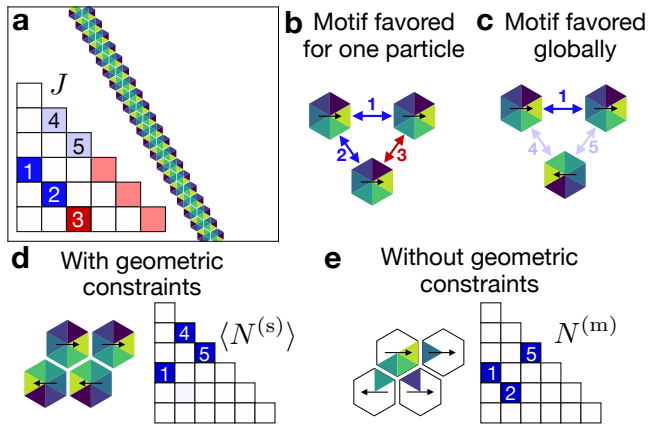 a
J
4
5
1
2
3
b Motif favored
for one particle
1
2
3
c Motif favored
globally
1
4
5
d With geometric
constraints
4
5
1
⟨N^(s)⟩
e Without geometric
constraints
5
1
2
N^(m)